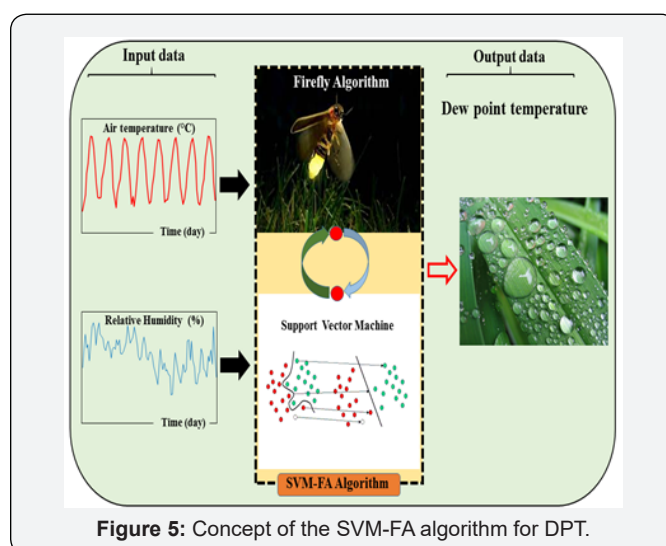 Input data
Air temperature (°C)
Time (day)
Relative Humidity (%)
Time (day)
Firefly Algorithm
Support Vector Machine
SVM-FA Algorithm
Output data
Dew point temperature
Figure 5: Concept of the SVM-FA algorithm for DPT.